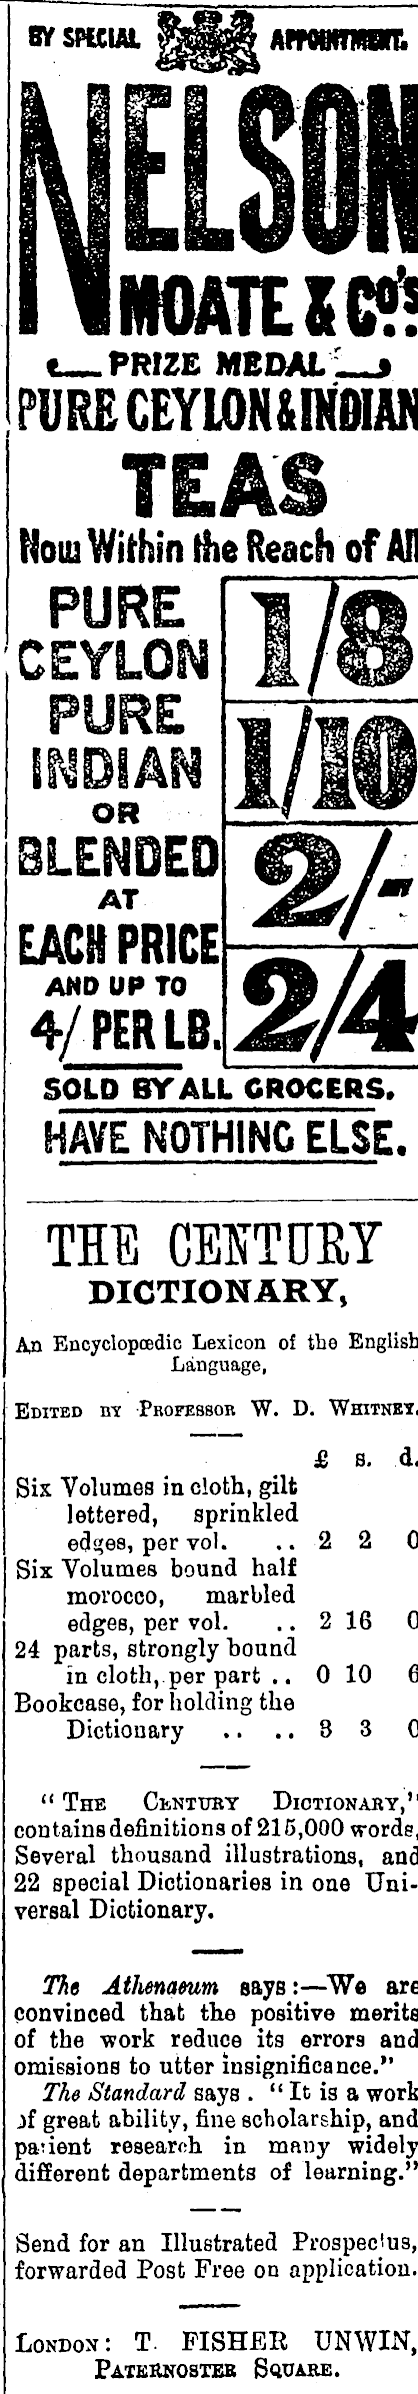 BY SPECIAL APPOINTMENT.
NELSON
MOATE & Co's.
PRIZE MEDAL
PURE CEYLON & INDIAN
TEAS
Now Within the Reach of All
PURE
CEYLON
PURE
INDIAN
OR
BLENDED
AT
EACH PRICE
AND UP TO
4/ PER LB.
1/8
1/10
2/-
2/4
SOLD BY ALL GROCERS.
HAVE NOTHING ELSE.
THE CENTURY
DICTIONARY,
An Encyclopœdic Lexicon of the English
Language,
EDITED BY PROFESSOR W. D. WHITNEY.
£ s. d.
Six Volumes in cloth, gilt
lettered, sprinkled
edges, per vol. .. 2 2 0
Six Volumes bound half
morocco, marbled
edges, per vol. .. 2 16 0
24 parts, strongly bound
in cloth, per part .. 0 10 6
Bookcase, for holding the
Dictionary .. .. 3 3 0
"THE CENTURY DICTIONARY,"
contains definitions of 215,000 words,
Several thousand illustrations, and
22 special Dictionaries in one Uni-
versal Dictionary.
The Athenaeum says:—We are
convinced that the positive merits
of the work reduce its errors and
omissions to utter insignificance."
The Standard says . "It is a work
of great ability, fine scholarship, and
patient research in many widely
different departments of learning."
Send for an Illustrated Prospectus,
forwarded Post Free on application.
LONDON: T. FISHER UNWIN,
PATERNOSTER SQUARE.